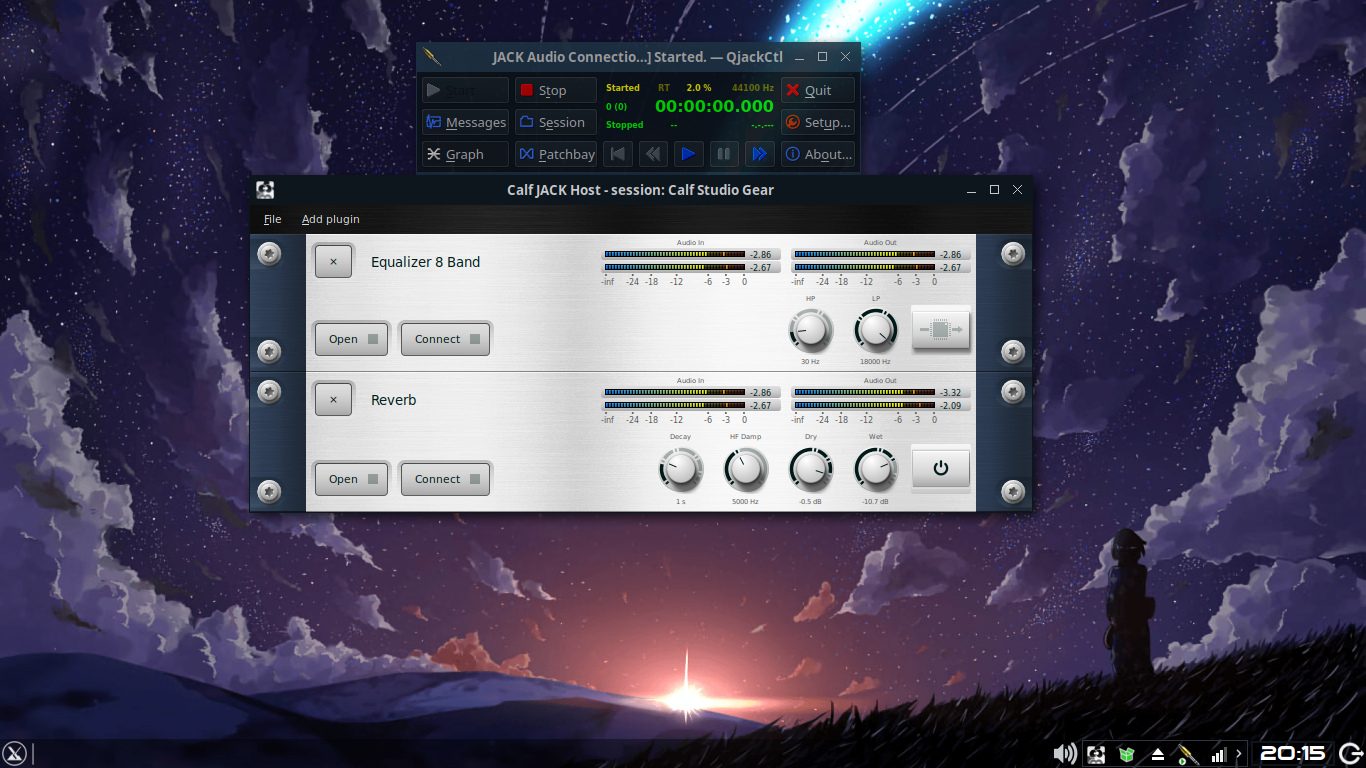 JACK Audio Connectio...] Started. — QjackCtl
Start Stop Started RT 2.0 % 44100 Hz Quit
0 (0) 00:00:00.000
Messages Session Stopped -- -.-.--- Setup...
Graph Patchbay About...
Calf JACK Host - session: Calf Studio Gear
File Add plugin
Audio In Audio Out
× Equalizer 8 Band -2.86 -2.86
-2.67 -2.67
-inf -24 -18 -12 -6 -3 0 -inf -24 -18 -12 -6 -3 0
HP LP
Open Connect
30 Hz 18000 Hz
Audio In Audio Out
× Reverb -2.86 -3.32
-2.67 -2.09
-inf -24 -18 -12 -6 -3 0 -inf -24 -18 -12 -6 -3 0
Decay HF Damp Dry Wet
Open Connect
1 s 5000 Hz -0.5 dB -10.7 dB
20:15